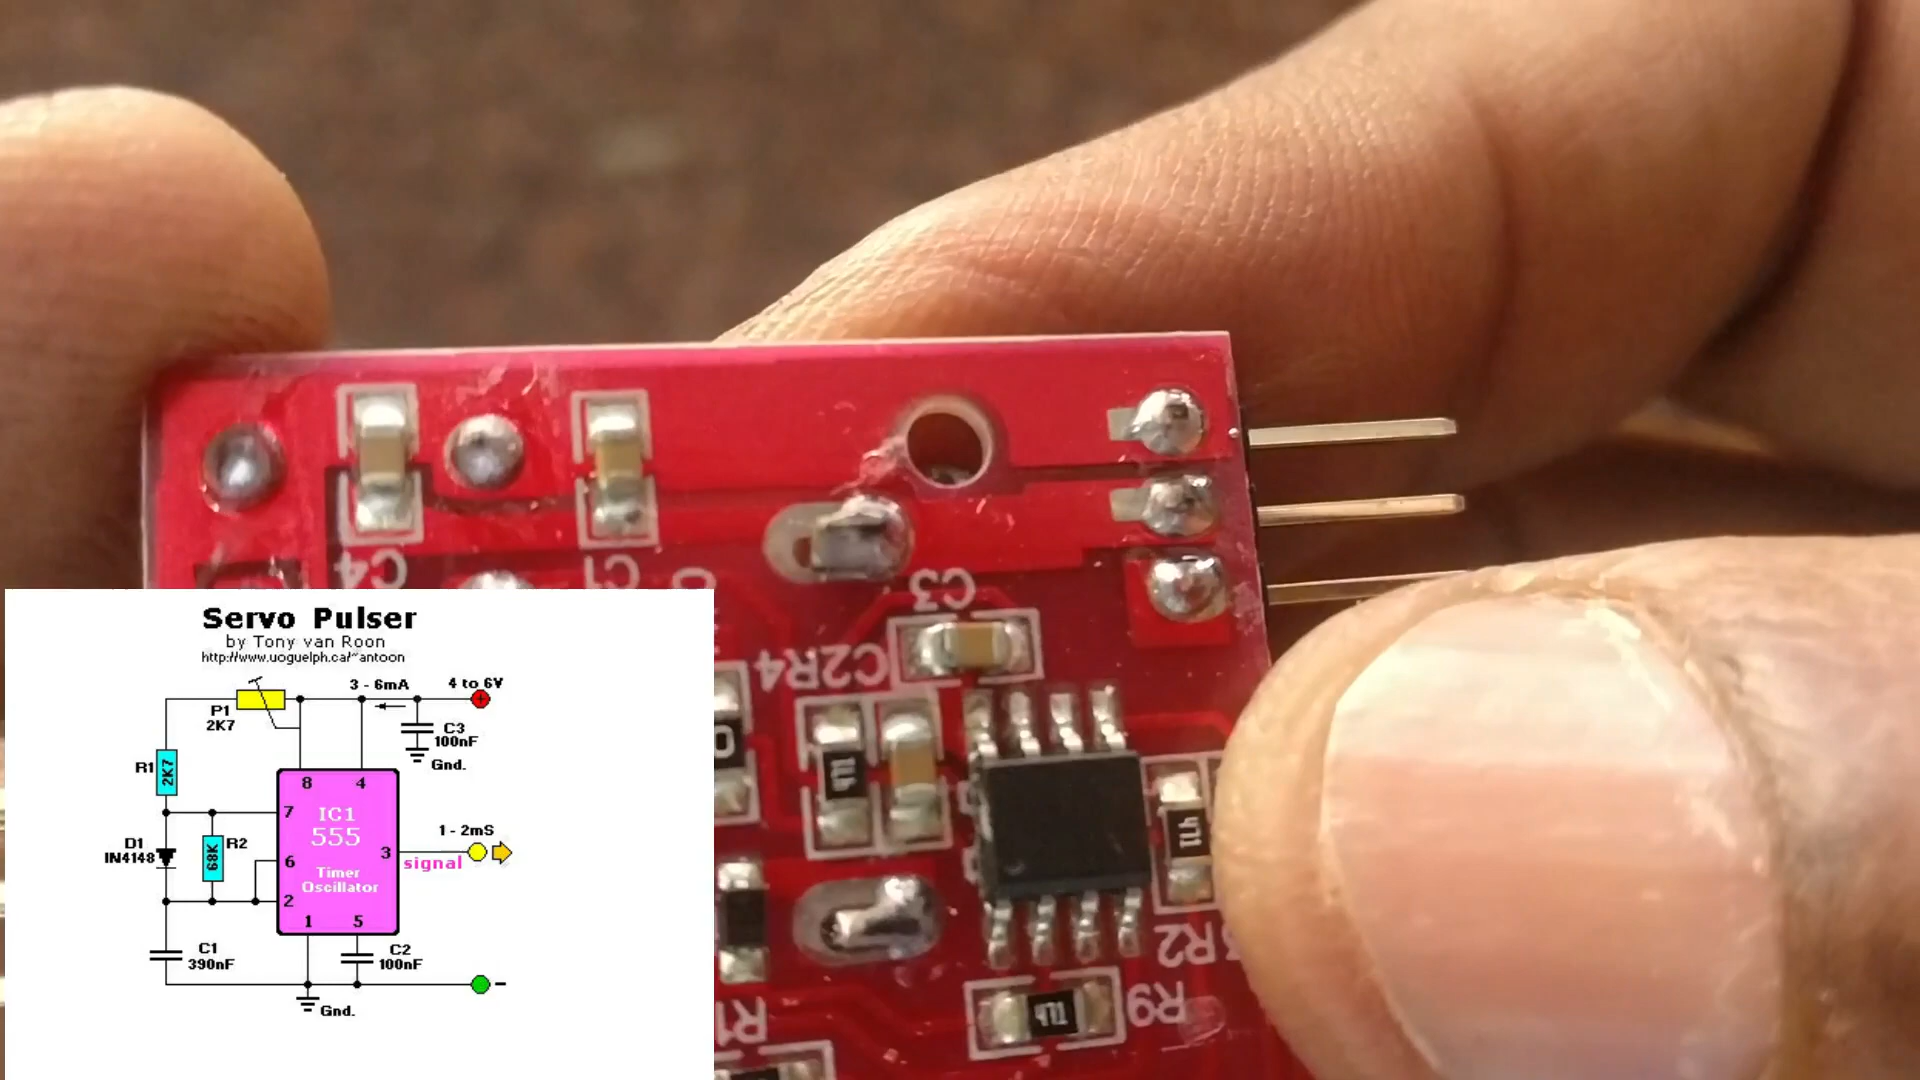 C4
C1
C3
C2R4
R2
R9
471
471
Servo Pulser
by Tony van Roon
http://www.uoguelph.ca/~antoon
3 - 6mA
4 to 6V
P1
2K7
C3
100nF
Gnd.
R1
2K7
8
4
7
IC1
555
D1
IN4148
R2
68K
6
3
1 - 2mS
signal
Timer
Oscillator
2
1
5
C1
390nF
C2
100nF
Gnd.